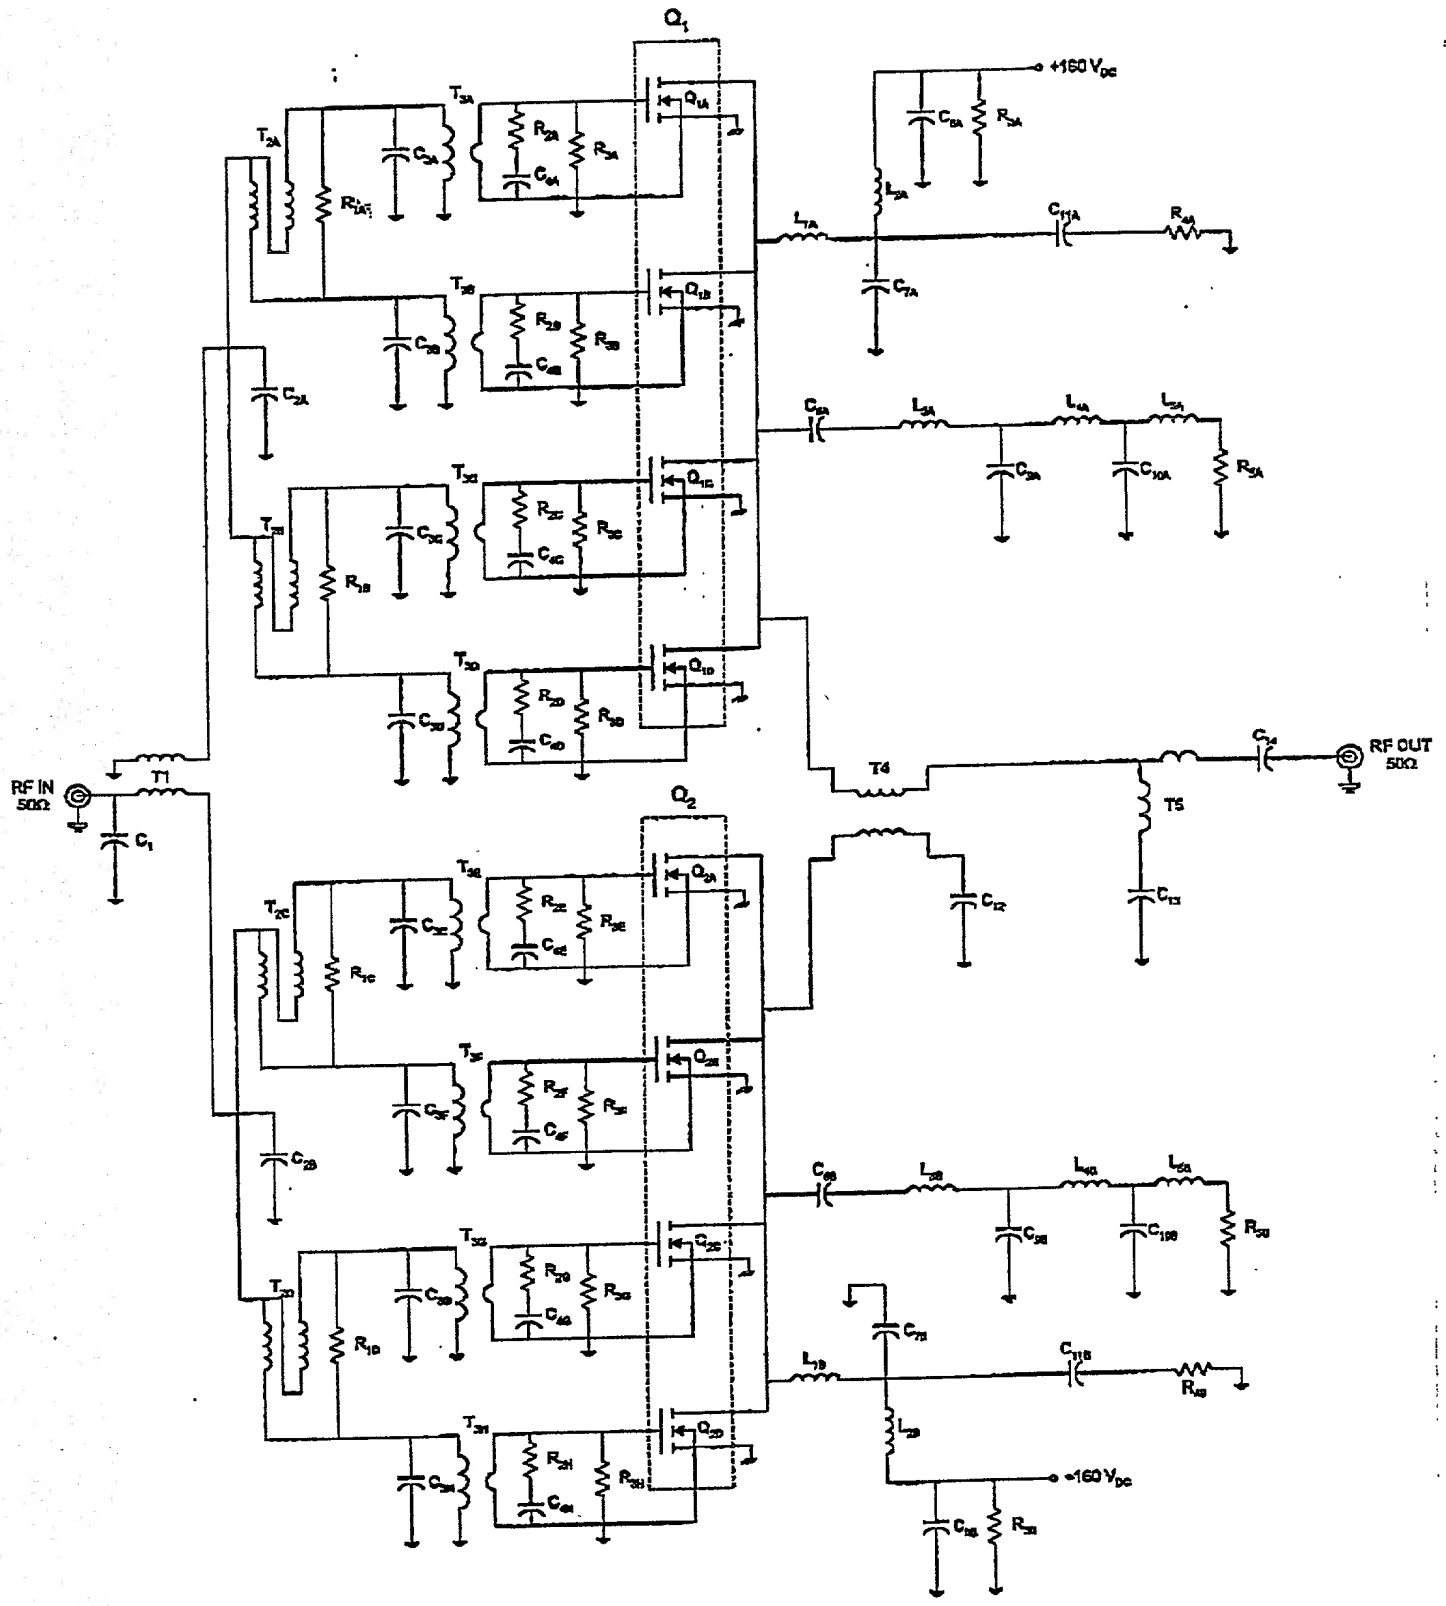 Q1
+160 VDC
T3A
Q1A
C8A
T2A
R2A
R3A
C3A
C4A
L2A
R1A
L1A
C11A
R4A
T3B
Q1B
C7A
R2B
R3B
C3B
C4B
C2A
C6A
L3A
L4A
L5A
T3C
Q1C
C9A
C10A
R5A
T2B
R2C
R3C
C3C
C4C
R1B
T3D
Q1D
R2D
R3D
C3D
C4D
RF IN
50Ω
T1
T4
C14
RF OUT
50Ω
Q2
T5
C1
T3E
Q2A
C12
C13
T2C
R2E
R3E
C3E
C4E
R1C
T3F
Q2B
R2F
R3F
C3F
C4F
C2B
C6B
L3B
L4B
L5B
T3G
Q2C
C9B
C10B
R5B
T2D
R2G
R3G
C3G
C4G
C7B
R1D
L1B
C11B
R4B
T3H
Q2D
L2B
R2H
R3H
C3H
C4H
-160 VDC
C8B